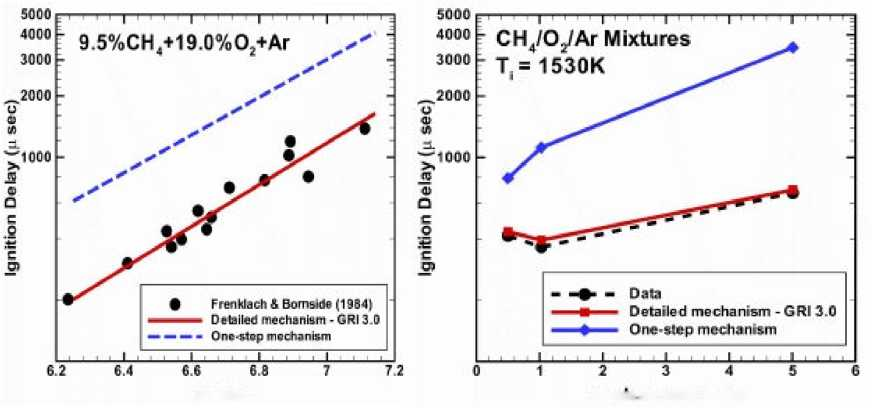 5000
4000
3000
2000
1000
Ignition Delay (μ sec)
9.5%CH4+19.0%O2+Ar
Frenklach & Bornside (1984)
Detailed mechanism - GRI 3.0
One-step mechanism
6.2 6.4 6.6 6.8 7 7.2
5000
4000
3000
2000
1000
Ignition Delay (μ sec)
CH4/O2/Ar Mixtures
Ti = 1530K
Data
Detailed mechanism - GRI 3.0
One-step mechanism
0 1 2 3 4 5 6